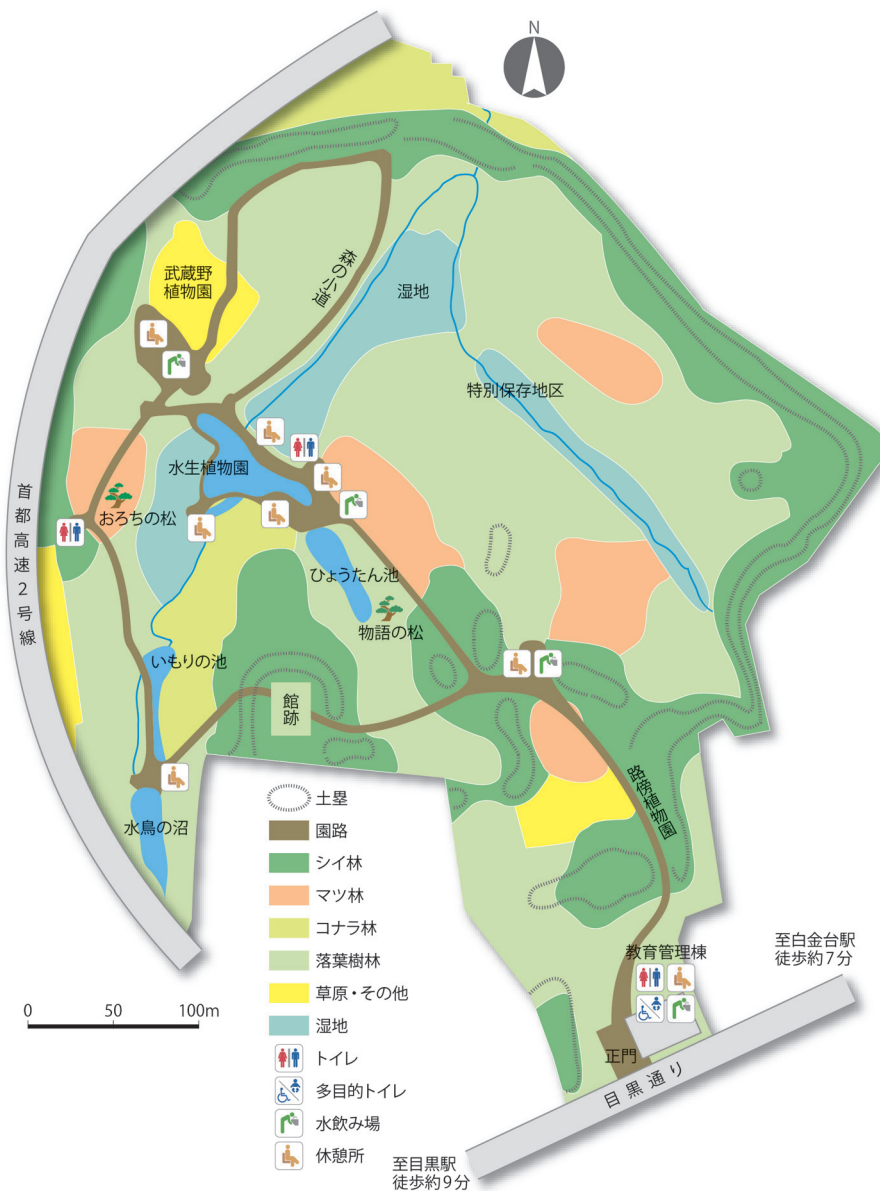 N
武蔵野
植物園
森の小道
湿地
特別保存地区
水生植物園
おろちの松
首都高速2号線
ひょうたん池
物語の松
いもりの池
館跡
路傍植物園
水鳥の沼
土塁
園路
シイ林
マツ林
コナラ林
落葉樹林
草原・その他
湿地
トイレ
多目的トイレ
水飲み場
休憩所
0 50 100m
教育管理棟
至白金台駅
徒歩約7分
正門
目黒通り
至目黒駅
徒歩約9分